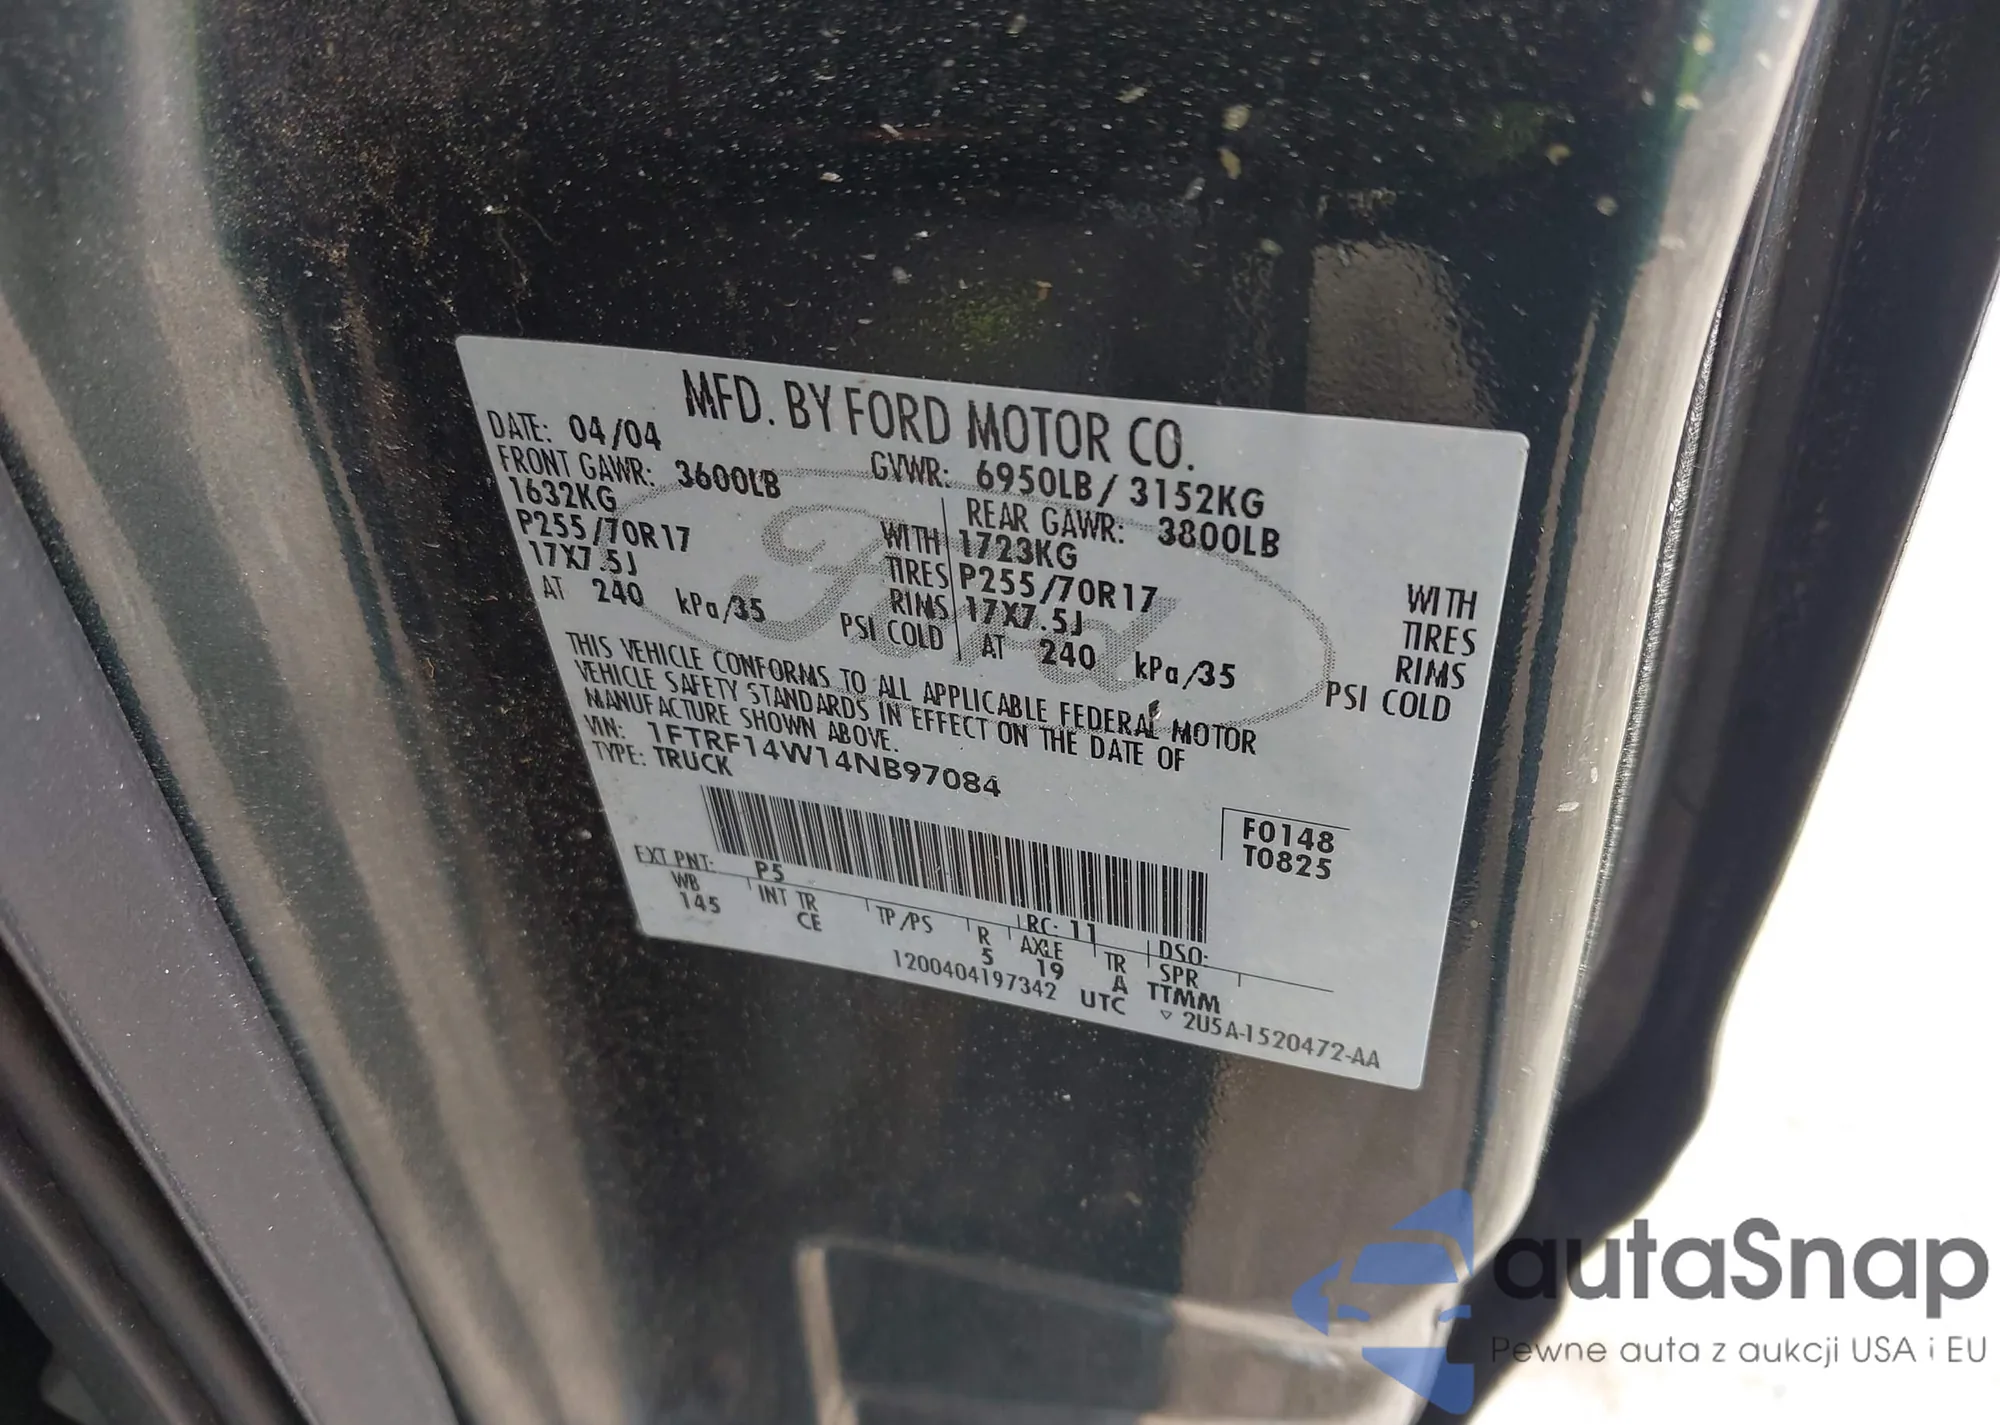 MFD. BY FORD MOTOR CO.
DATE: 04/04 GVWR: 6950LB / 3152KG
FRONT GAWR: 3600LB REAR GAWR: 3800LB
1632KG WITH 1723KG WITH
P255/70R17 TIRES P255/70R17 TIRES
17X7.5J RIMS 17X7.5J RIMS
AT 240 kPa/35 PSI COLD AT 240 kPa/35 PSI COLD
THIS VEHICLE CONFORMS TO ALL APPLICABLE FEDERAL MOTOR
VEHICLE SAFETY STANDARDS IN EFFECT ON THE DATE OF
MANUFACTURE SHOWN ABOVE.
VIN: 1FTRF14W14NB97084
TYPE: TRUCK
F0148
T0825
EXT PNT: P5 RC: 11 DSO:
WB INT TR TP/PS R AXLE TR SPR
145 CE 5 19 A TTMM
1200404197342 UTC ▽ 2U5A-1520472-AA
Ford
autaSnap
Pewne auta z aukcji USA i EU